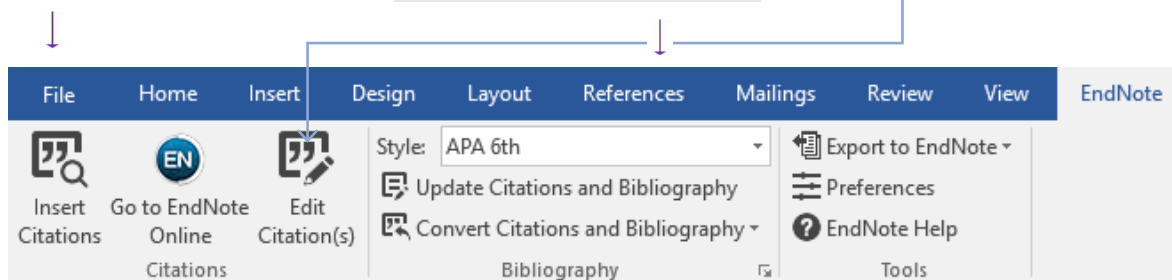 File Home Insert Design Layout References Mailings Review View EndNote
EN
Insert Citations
Go to EndNote Online
Edit Citation(s)
Citations
Style: APA 6th
Update Citations and Bibliography
Convert Citations and Bibliography
Bibliography
Export to EndNote
Preferences
? EndNote Help
Tools